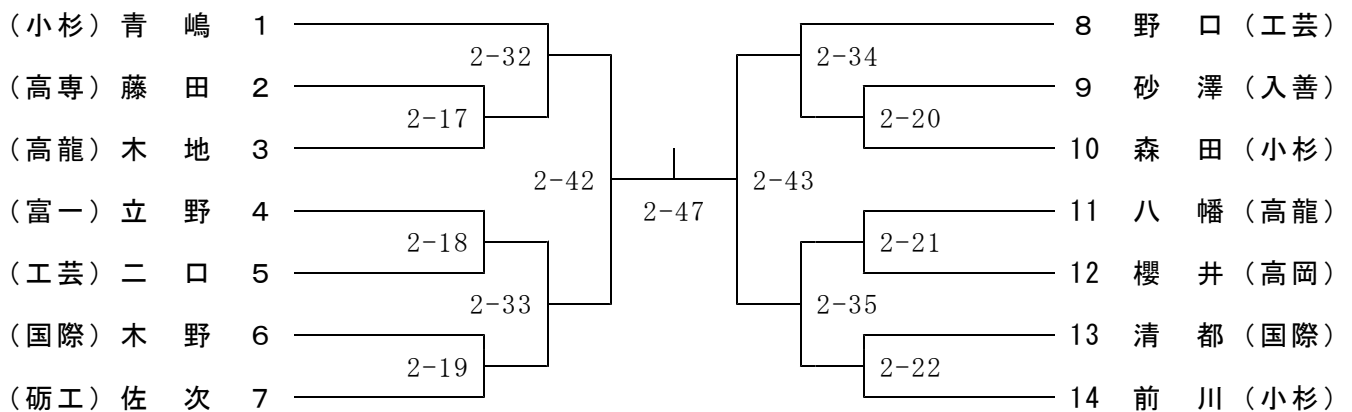 (小杉) 青 嶋 1
8 野 口 (工芸)
2-32
2-34
(高専) 藤 田 2
9 砂 澤 (入善)
2-17
2-20
(高龍) 木 地 3
10 森 田 (小杉)
2-42
2-43
(富一) 立 野 4
2-47
11 八 幡 (高龍)
2-18
2-21
(工芸) 二 口 5
12 櫻 井 (高岡)
2-33
2-35
(国際) 木 野 6
13 清 都 (国際)
2-19
2-22
(砺工) 佐 次 7
14 前 川 (小杉)